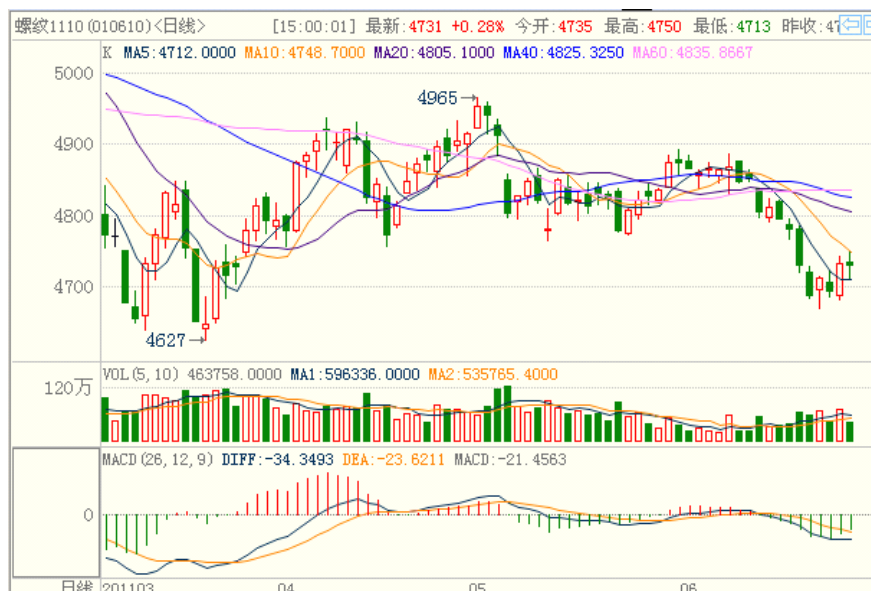 螺纹1110(010610)<日线> [15:00:01] 最新:4731 +0.28% 今开:4735 最高:4750 最低:4713 昨收:47
K MA5:4712.0000 MA10:4748.7000 MA20:4805.1000 MA40:4825.3250 MA60:4835.8667
5000
4965
4900
4800
4700
4627
VOL(5,10) 463758.0000 MA1:596336.0000 MA2:535765.4000
120万
MACD(26,12,9) DIFF:-34.3493 DEA:-23.6211 MACD:-21.4563
0
日线 201103 04 05 06